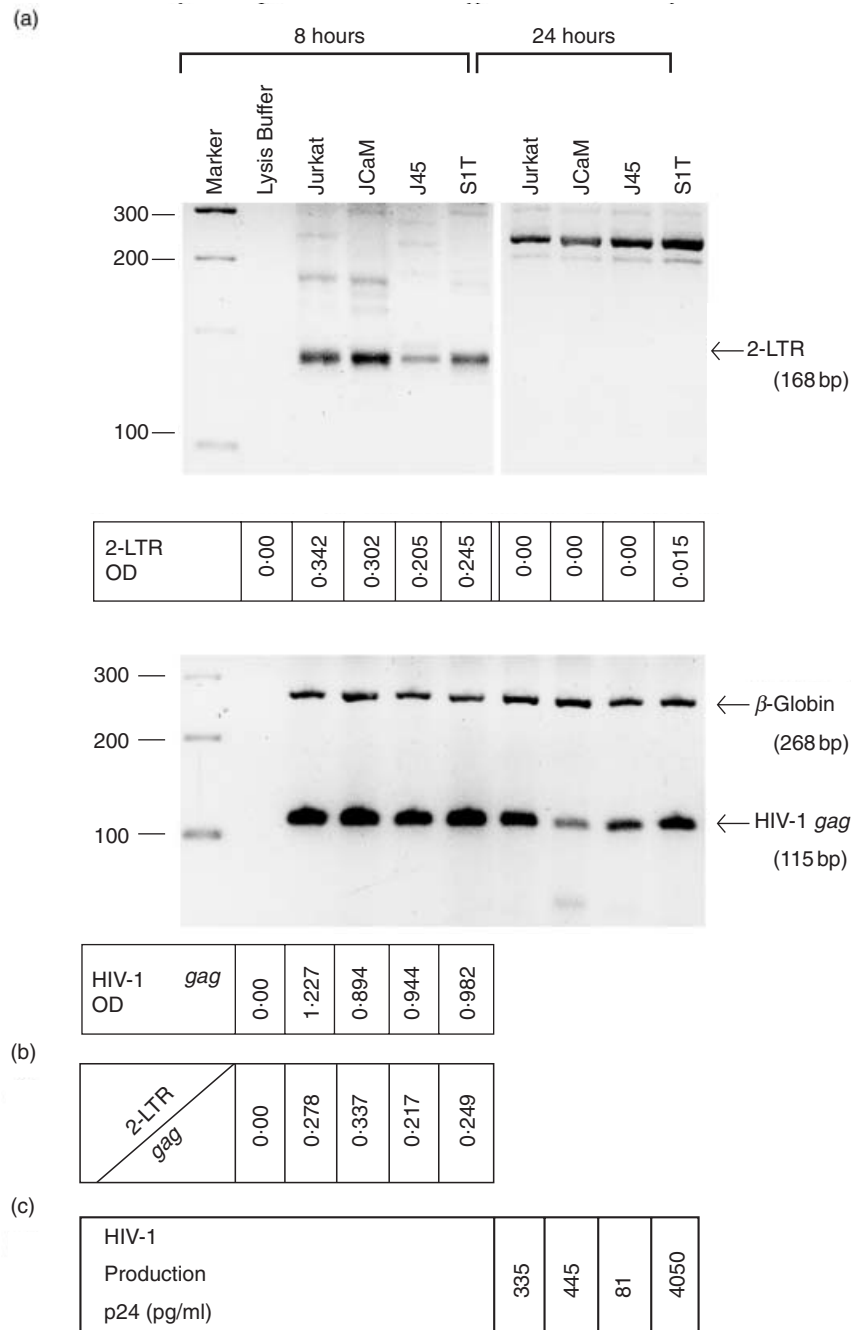 (a)
8 hours
24 hours
Marker
Lysis Buffer
Jurkat
JCaM
J45
S1T
Jurkat
JCaM
J45
S1T
300
200
100
2-LTR
(168 bp)
2-LTR
OD
0·00
0·342
0·302
0·205
0·245
0·00
0·00
0·00
0·015
300
200
100
β-Globin
(268 bp)
HIV-1 gag
(115 bp)
HIV-1 gag
OD
0·00
1·227
0·894
0·944
0·982
(b)
2-LTR
gag
0·00
0·278
0·337
0·217
0·249
(c)
HIV-1
Production
p24 (pg/ml)
335
445
81
4050